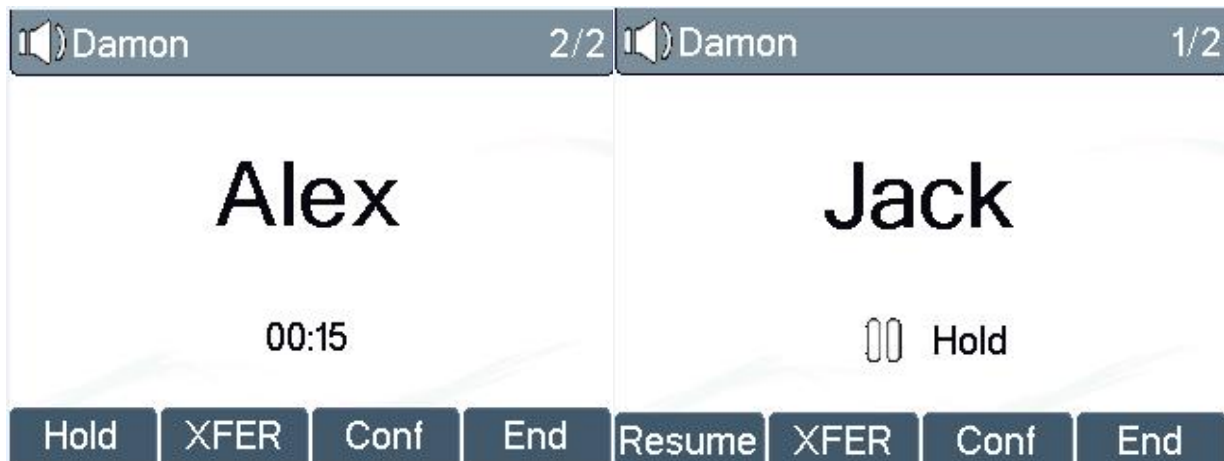 Damon 2/2
Alex
00:15
Hold XFER Conf End
Damon 1/2
Jack
Hold
Resume XFER Conf End